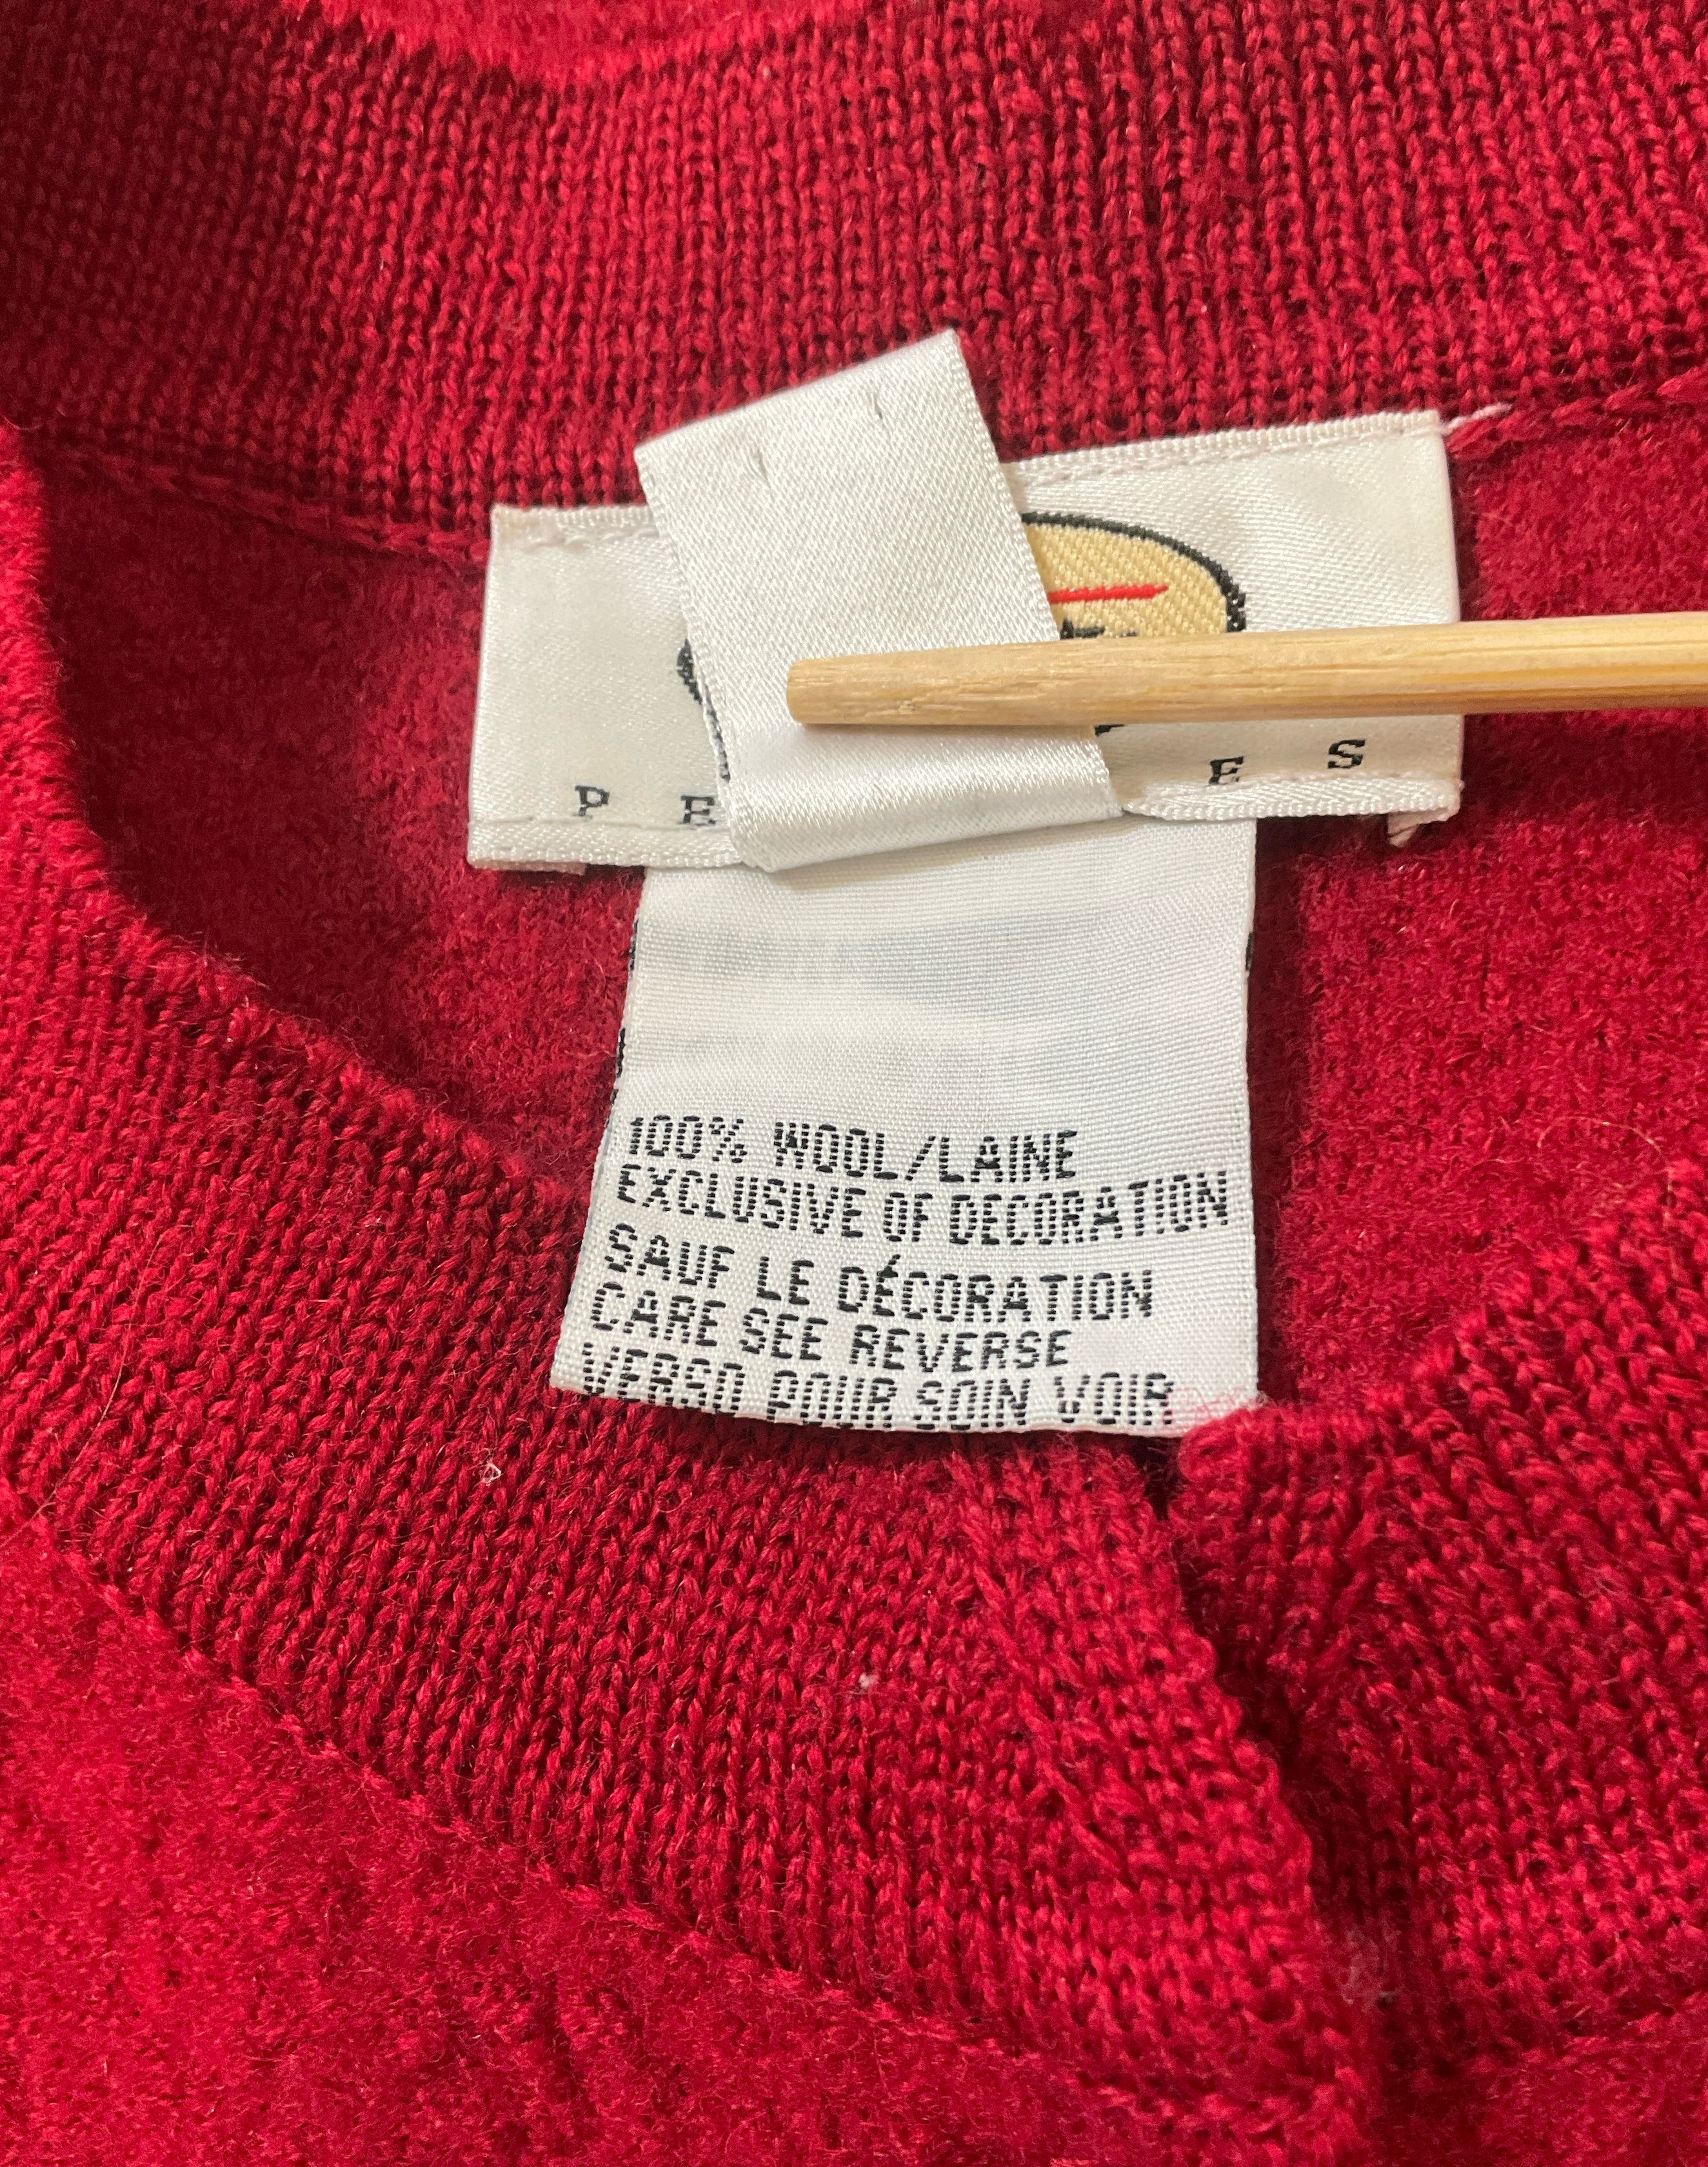 P E E S
100% WOOL/LAINE
EXCLUSIVE OF DECORATION
SAUF LE DÉCORATION
CARE SEE REVERSE
VERSO POUR SOIN VOIR